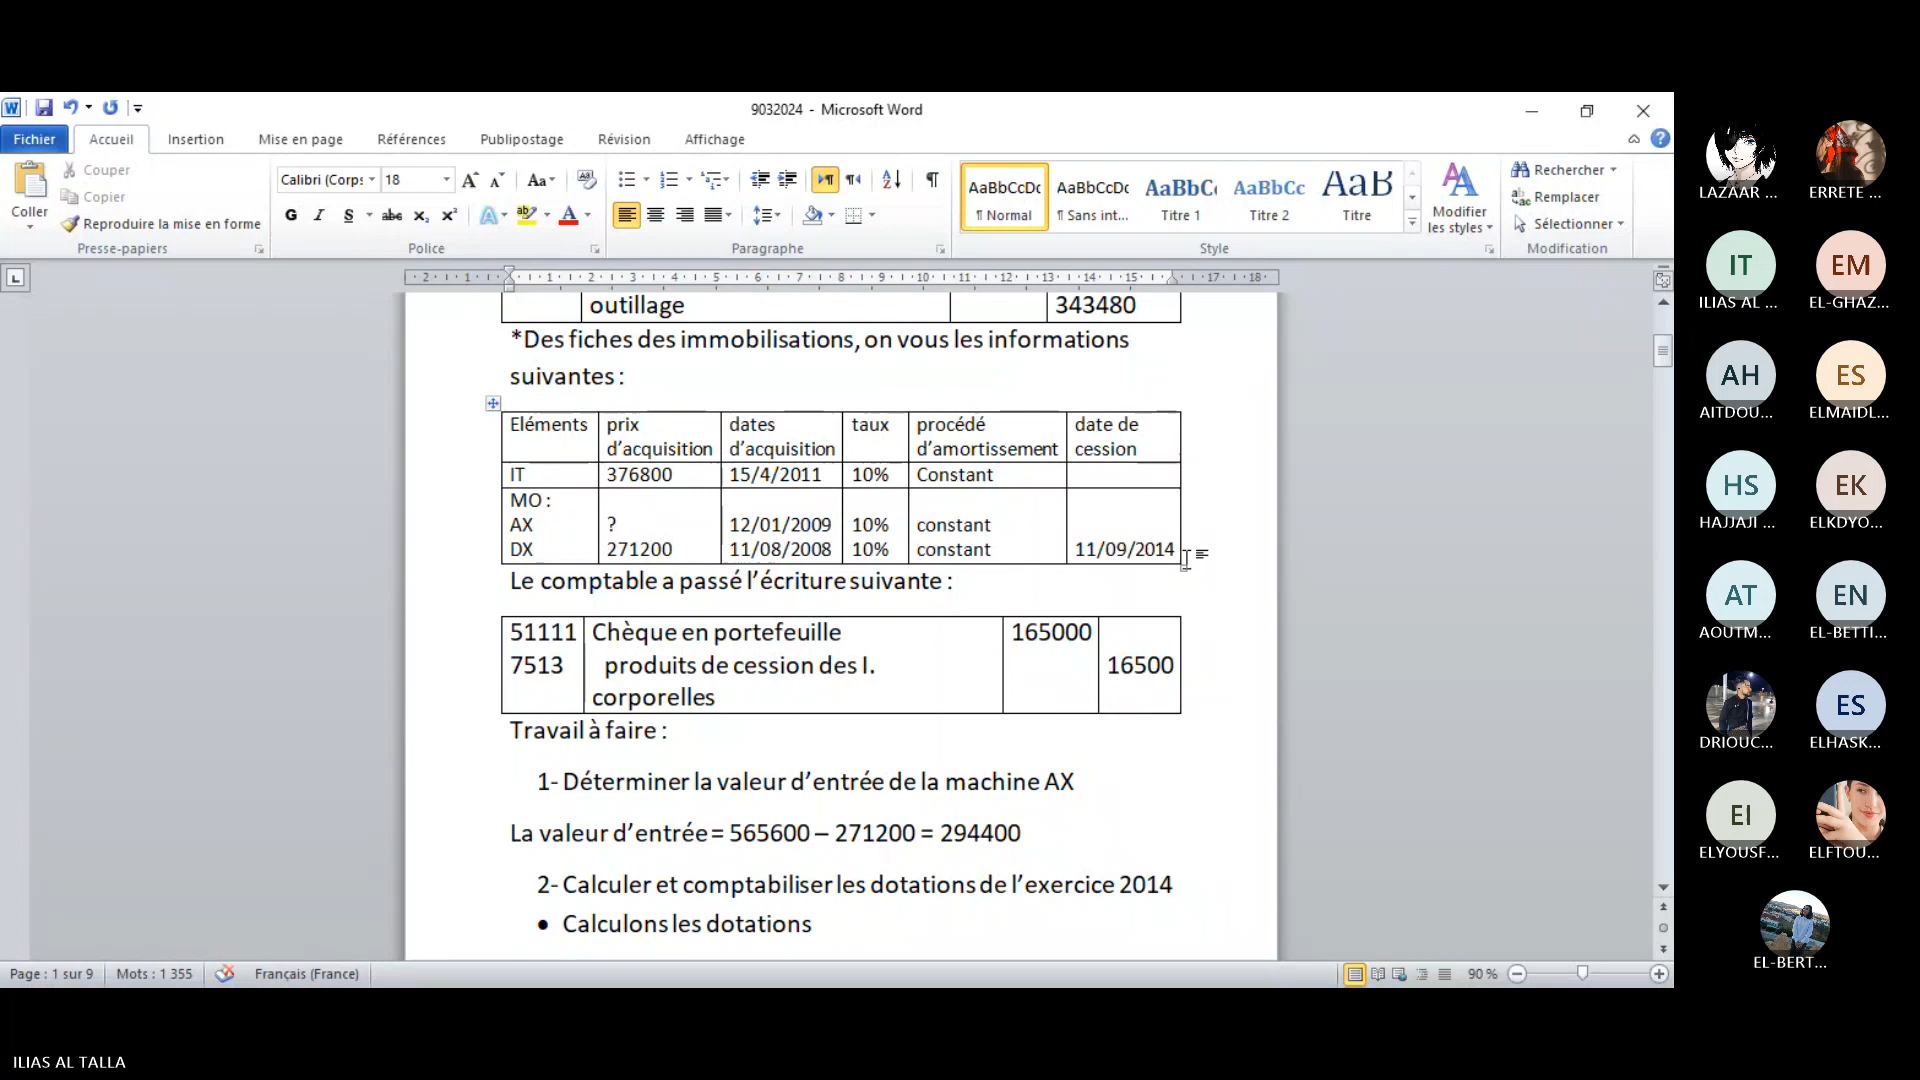 9032024 - Microsoft Word
Fichier Accueil Insertion Mise en page Références Publipostage Révision Affichage
Coller
Couper
Copier
Reproduire la mise en forme
Presse-papiers
Calibri (Corps 18
Police
Paragraphe
AaBbCcDc AaBbCcDc AaBbC AaBbCc AaB
¶ Normal ¶ Sans int... Titre 1 Titre 2 Titre
Modifier les styles
Style
Rechercher
Remplacer
Sélectionner
Modification
outillage 343480
*Des fiches des immobilisations, on vous les informations
suivantes :
Eléments prix d'acquisition dates d'acquisition taux procédé d'amortissement date de cession
IT 376800 15/4/2011 10% Constant
MO :
AX ? 12/01/2009 10% constant
DX 271200 11/08/2008 10% constant 11/09/2014
Le comptable a passé l'écriture suivante :
51111 Chèque en portefeuille 165000
7513 produits de cession des I. 16500
corporelles
Travail à faire :
1- Déterminer la valeur d'entrée de la machine AX
La valeur d'entrée = 565600 – 271200 = 294400
2- Calculer et comptabiliser les dotations de l'exercice 2014
• Calculons les dotations
Page : 1 sur 9 Mots : 1 355 Français (France) 90 %
LAZAAR ... ERRETE ...
IT EM
ILIAS AL ... EL-GHAZ...
AH ES
AITDOU... ELMAIDL...
HS EK
HAJJAJI ... ELKDYO...
AT EN
AOUTM... EL-BETTI...
ES
DRIOUC... ELHASK...
EI
ELYOUSF... ELFTOU...
EL-BERT...
ILIAS AL TALLA